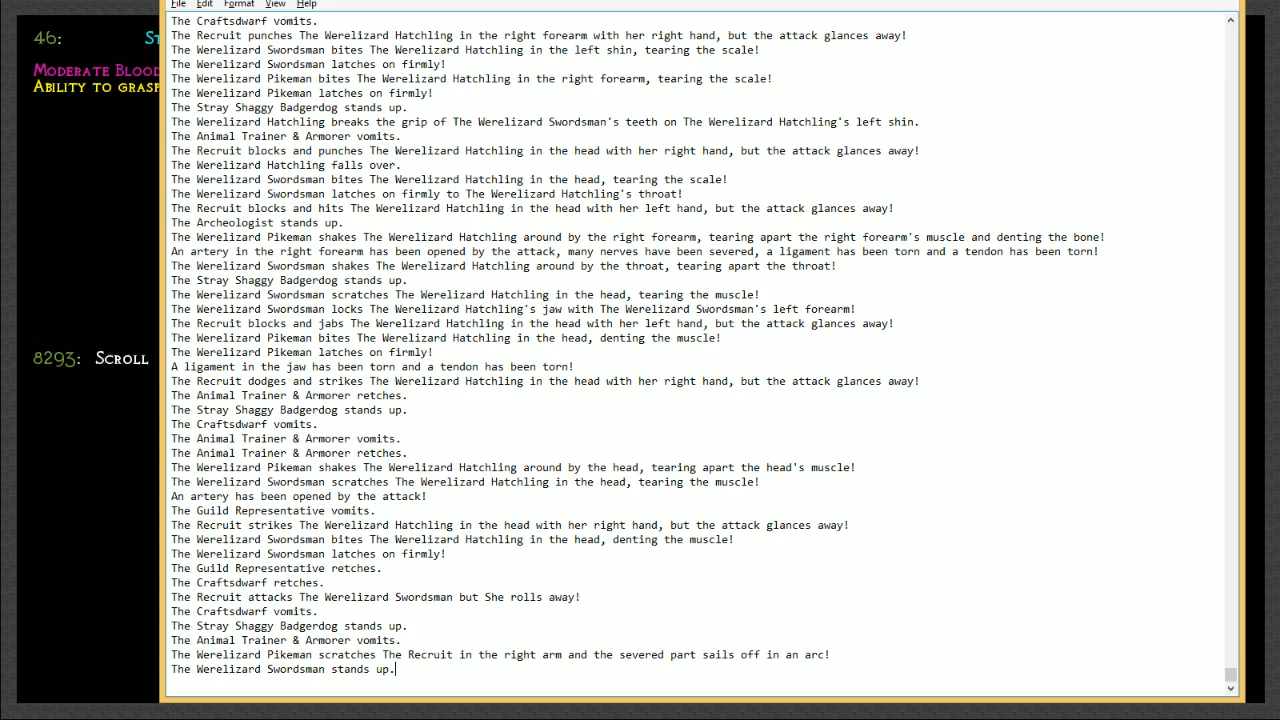 File Edit Format View Help
46: St
Moderate Blood
Ability to grasp
8293: Scroll
The Craftsdwarf vomits.
The Recruit punches The Werelizard Hatchling in the right forearm with her right hand, but the attack glances away!
The Werelizard Swordsman bites The Werelizard Hatchling in the left shin, tearing the scale!
The Werelizard Swordsman latches on firmly!
The Werelizard Pikeman bites The Werelizard Hatchling in the right forearm, tearing the scale!
The Werelizard Pikeman latches on firmly!
The Stray Shaggy Badgerdog stands up.
The Werelizard Hatchling breaks the grip of The Werelizard Swordsman's teeth on The Werelizard Hatchling's left shin.
The Animal Trainer & Armorer vomits.
The Recruit blocks and punches The Werelizard Hatchling in the head with her right hand, but the attack glances away!
The Werelizard Hatchling falls over.
The Werelizard Swordsman bites The Werelizard Hatchling in the head, tearing the scale!
The Werelizard Swordsman latches on firmly to The Werelizard Hatchling's throat!
The Recruit blocks and hits The Werelizard Hatchling in the head with her left hand, but the attack glances away!
The Archeologist stands up.
The Werelizard Pikeman shakes The Werelizard Hatchling around by the right forearm, tearing apart the right forearm's muscle and denting the bone!
An artery in the right forearm has been opened by the attack, many nerves have been severed, a ligament has been torn and a tendon has been torn!
The Werelizard Swordsman shakes The Werelizard Hatchling around by the throat, tearing apart the throat!
The Stray Shaggy Badgerdog stands up.
The Werelizard Swordsman scratches The Werelizard Hatchling in the head, tearing the muscle!
The Werelizard Swordsman locks The Werelizard Hatchling's jaw with The Werelizard Swordsman's left forearm!
The Recruit blocks and jabs The Werelizard Hatchling in the head with her left hand, but the attack glances away!
The Werelizard Pikeman bites The Werelizard Hatchling in the head, denting the muscle!
The Werelizard Pikeman latches on firmly!
A ligament in the jaw has been torn and a tendon has been torn!
The Recruit dodges and strikes The Werelizard Hatchling in the head with her right hand, but the attack glances away!
The Animal Trainer & Armorer retches.
The Stray Shaggy Badgerdog stands up.
The Craftsdwarf vomits.
The Animal Trainer & Armorer vomits.
The Animal Trainer & Armorer retches.
The Werelizard Pikeman shakes The Werelizard Hatchling around by the head, tearing apart the head's muscle!
The Werelizard Swordsman scratches The Werelizard Hatchling in the head, tearing the muscle!
An artery has been opened by the attack!
The Guild Representative vomits.
The Recruit strikes The Werelizard Hatchling in the head with her right hand, but the attack glances away!
The Werelizard Swordsman bites The Werelizard Hatchling in the head, denting the muscle!
The Werelizard Swordsman latches on firmly!
The Guild Representative retches.
The Craftsdwarf retches.
The Recruit attacks The Werelizard Swordsman but She rolls away!
The Craftsdwarf vomits.
The Stray Shaggy Badgerdog stands up.
The Animal Trainer & Armorer vomits.
The Werelizard Pikeman scratches The Recruit in the right arm and the severed part sails off in an arc!
The Werelizard Swordsman stands up.